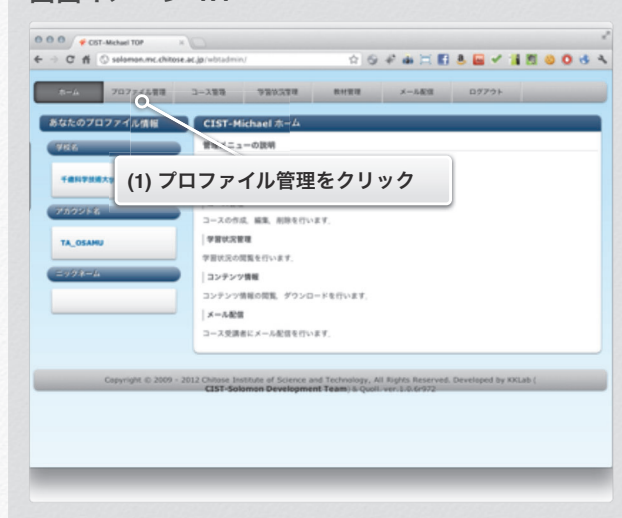 CIST-Michael TOP
solomon.mc.chitose.ac.jp/wbtadmin/
ホーム プロファイル管理 コース管理 学習状況管理 教材管理 メール配信 ログアウト
あなたのプロファイル情報
学校名
千歳科学技術大
アカウント名
TA_OSAMU
ニックネーム
CIST-Michael ホーム
管理メニューの説明
(1) プロファイル管理をクリック
コースの作成、編集、削除を行います.
学習状況管理
学習状況の閲覧を行います.
コンテンツ情報
コンテンツ情報の閲覧、ダウンロードを行います.
メール配信
コース受講者にメール配信を行います.
Copyright © 2009 - 2012 Chitose Institute of Science and Technology, All Rights Reserved. Developed by KKLab (
CIST-Solomon Development Team) & Quoll. ver.1.0.6r972